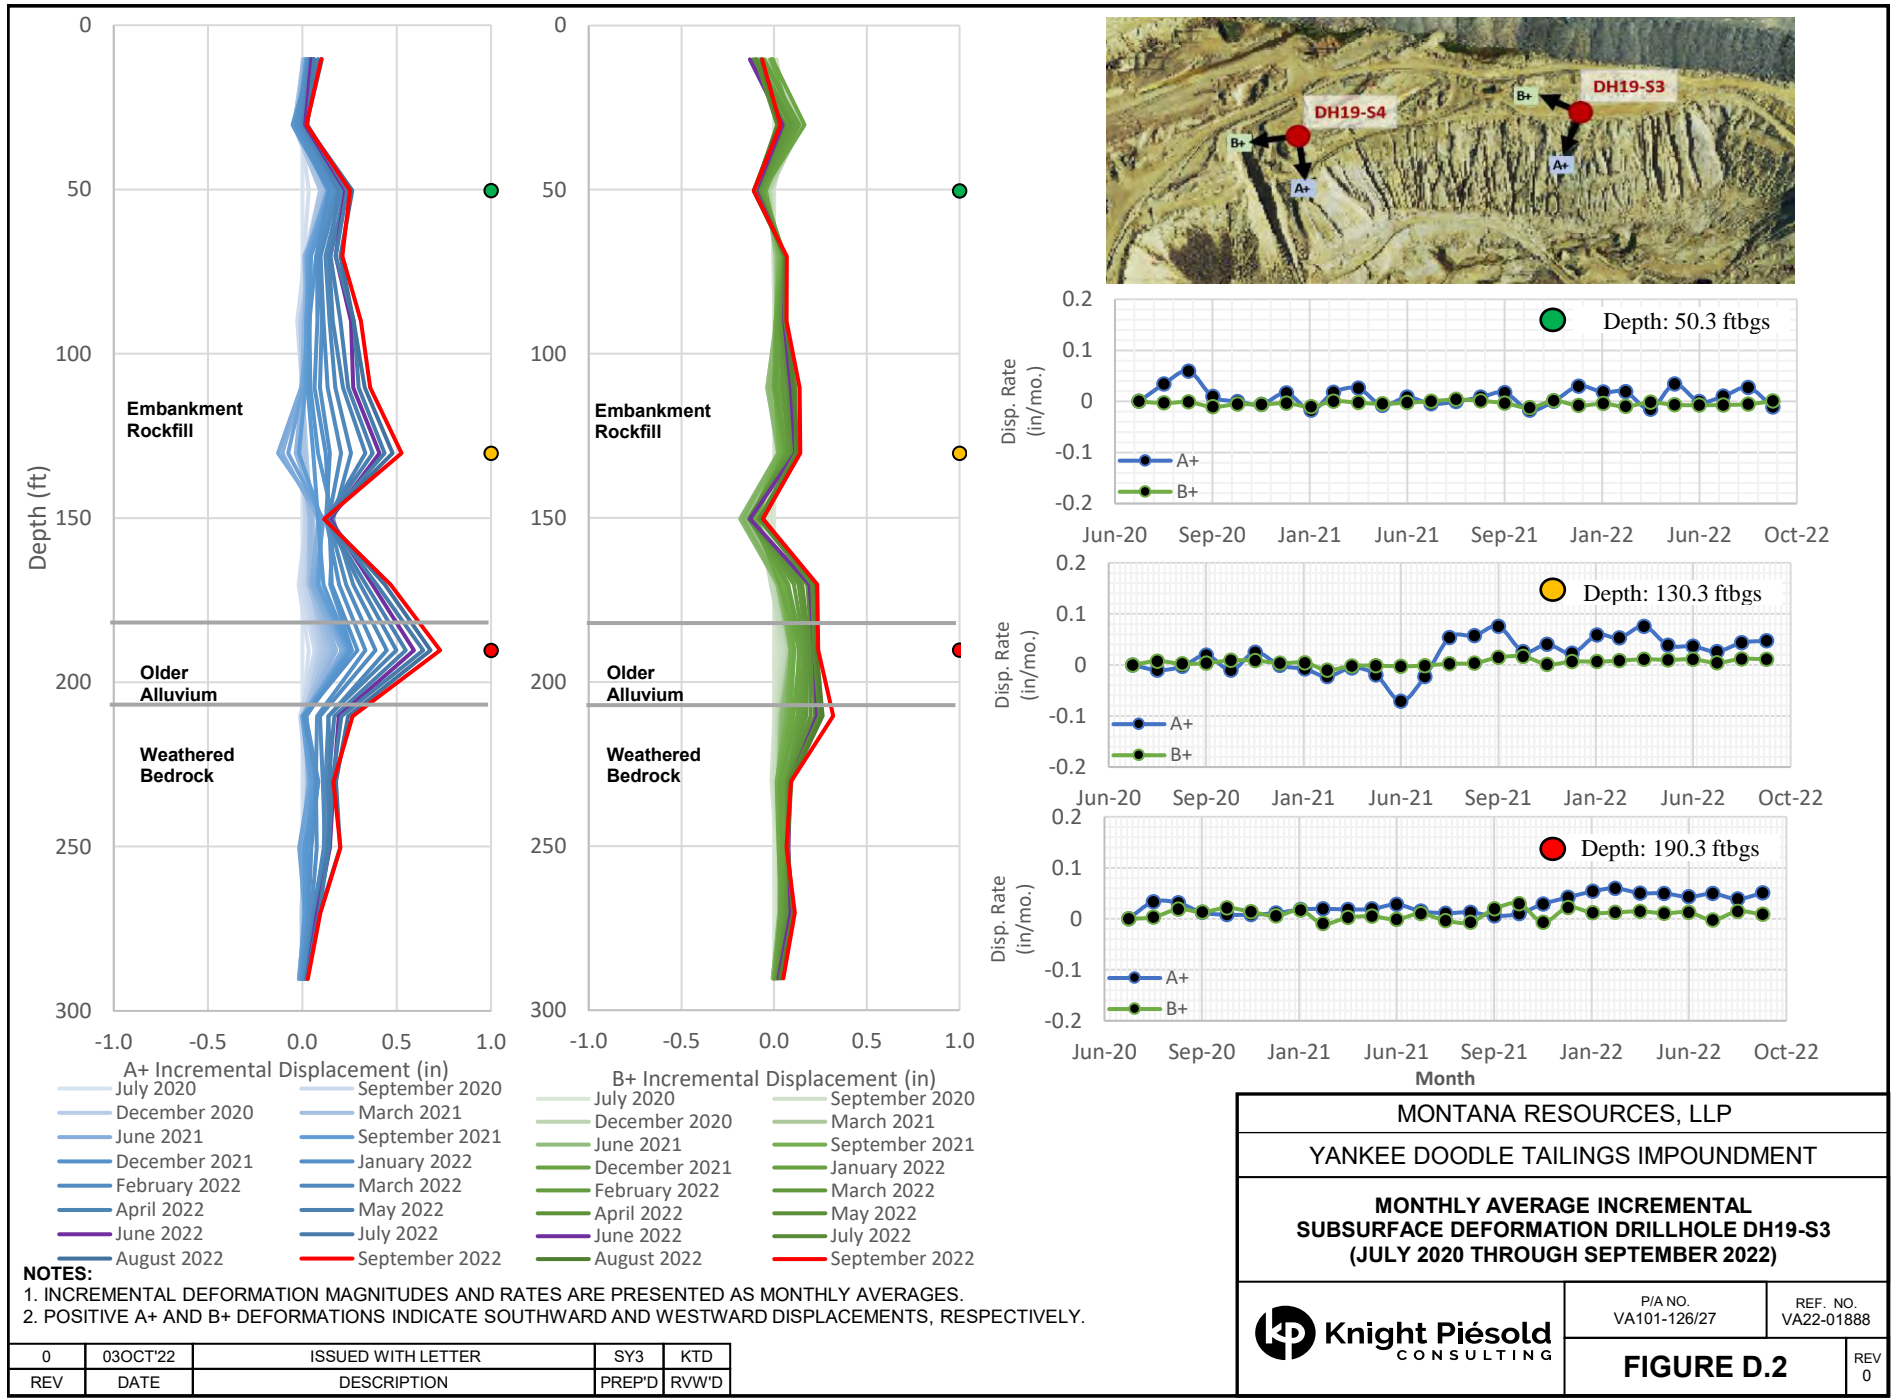 0
50
100
150
200
250
300
Depth (ft)
Embankment
Rockfill
Older
Alluvium
Weathered
Bedrock
-1.0 -0.5 0.0 0.5 1.0
A+ Incremental Displacement (in)
July 2020 September 2020
December 2020 March 2021
June 2021 September 2021
December 2021 January 2022
February 2022 March 2022
April 2022 May 2022
June 2022 July 2022
August 2022 September 2022
0
50
100
150
200
250
300
Embankment
Rockfill
Older
Alluvium
Weathered
Bedrock
-1.0 -0.5 0.0 0.5 1.0
B+ Incremental Displacement (in)
July 2020 September 2020
December 2020 March 2021
June 2021 September 2021
December 2021 January 2022
February 2022 March 2022
April 2022 May 2022
June 2022 July 2022
August 2022 September 2022
DH19-S3
B+
A+
DH19-S4
B+
A+
0.2
0.1
0
-0.1
-0.2
Disp. Rate
(in/mo.)
Depth: 50.3 ftbgs
A+
B+
Jun-20 Sep-20 Jan-21 Jun-21 Sep-21 Jan-22 Jun-22 Oct-22
0.2
0.1
0
-0.1
-0.2
Disp. Rate
(in/mo.)
Depth: 130.3 ftbgs
A+
B+
Jun-20 Sep-20 Jan-21 Jun-21 Sep-21 Jan-22 Jun-22 Oct-22
0.2
0.1
0
-0.1
-0.2
Disp. Rate
(in/mo.)
Depth: 190.3 ftbgs
A+
B+
Jun-20 Sep-20 Jan-21 Jun-21 Sep-21 Jan-22 Jun-22 Oct-22
Month
NOTES:
1. INCREMENTAL DEFORMATION MAGNITUDES AND RATES ARE PRESENTED AS MONTHLY AVERAGES.
2. POSITIVE A+ AND B+ DEFORMATIONS INDICATE SOUTHWARD AND WESTWARD DISPLACEMENTS, RESPECTIVELY.
0 03OCT'22 ISSUED WITH LETTER SY3 KTD
REV DATE DESCRIPTION PREP'D RVW'D
MONTANA RESOURCES, LLP
YANKEE DOODLE TAILINGS IMPOUNDMENT
MONTHLY AVERAGE INCREMENTAL
SUBSURFACE DEFORMATION DRILLHOLE DH19-S3
(JULY 2020 THROUGH SEPTEMBER 2022)
kp Knight Piésold
CONSULTING
P/A NO.
VA101-126/27
REF. NO.
VA22-01888
FIGURE D.2
REV
0